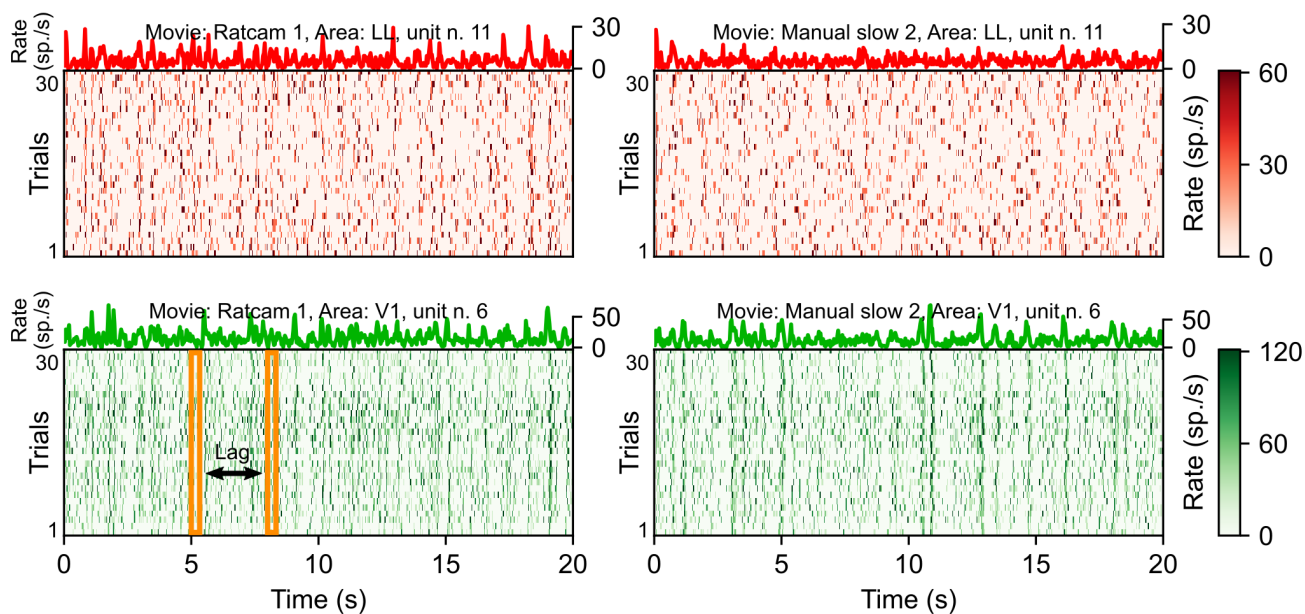 Rate
(sp./s)
Movie: Ratcam 1, Area: LL, unit n. 11
30
0
Movie: Manual slow 2, Area: LL, unit n. 11
30
0
Trials
30
1
30
1
Rate (sp./s)
60
30
0
Rate
(sp./s)
Movie: Ratcam 1, Area: V1, unit n. 6
50
0
Movie: Manual slow 2, Area: V1, unit n. 6
50
0
Trials
30
1
Lag
Trials
30
1
Rate (sp./s)
120
60
0
0 5 10 15 20
Time (s)
0 5 10 15 20
Time (s)
Trials